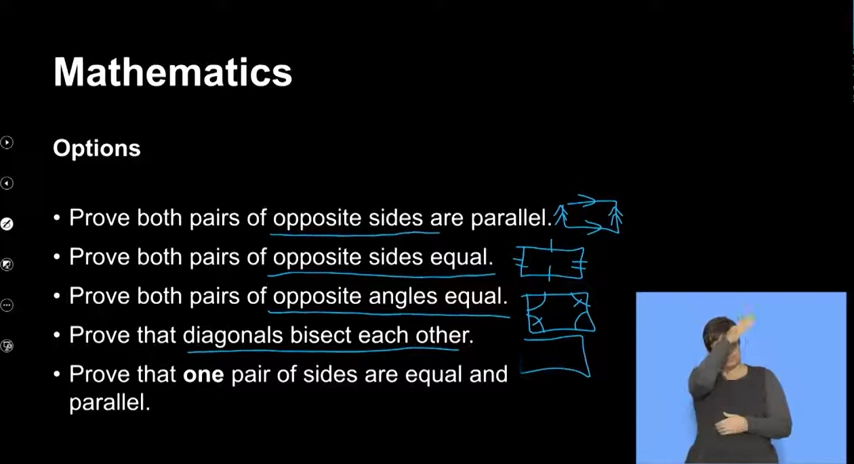 Mathematics
Options
• Prove both pairs of opposite sides are parallel.
• Prove both pairs of opposite sides equal.
• Prove both pairs of opposite angles equal.
• Prove that diagonals bisect each other.
• Prove that one pair of sides are equal and
parallel.